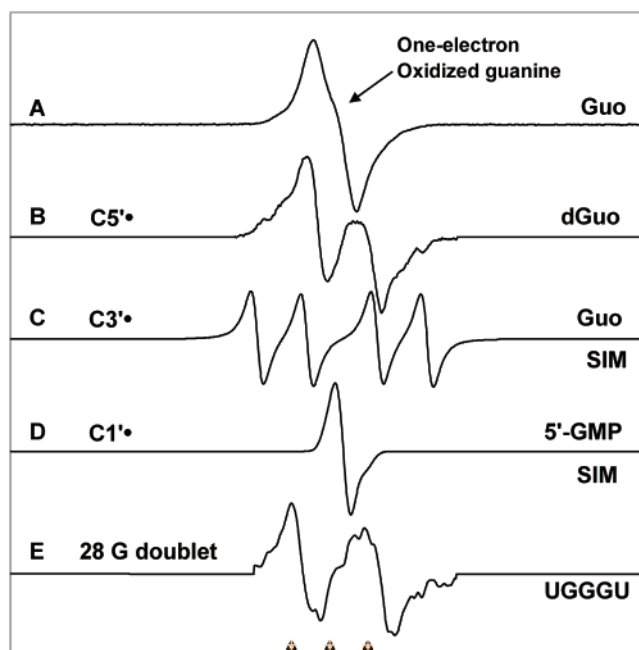 One-electron
Oxidized guanine
A
Guo
B C5'•
dGuo
C C3'•
Guo
SIM
D C1'•
5'-GMP
SIM
E 28 G doublet
UGGGU